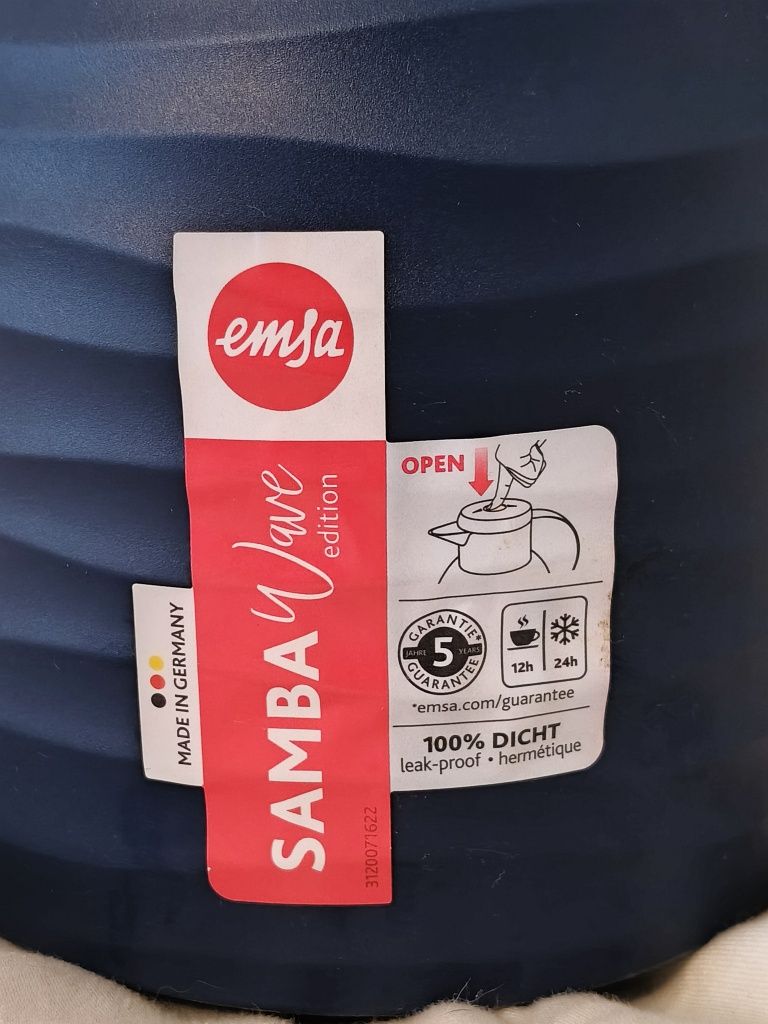 emsa
SAMBA Wave
edition
MADE IN GERMANY
3120071622
OPEN
GARANTIE*
JAHRE 5 YEARS
GUARANTEE
12h
24h
*emsa.com/guarantee
100% DICHT
leak-proof • hermétique